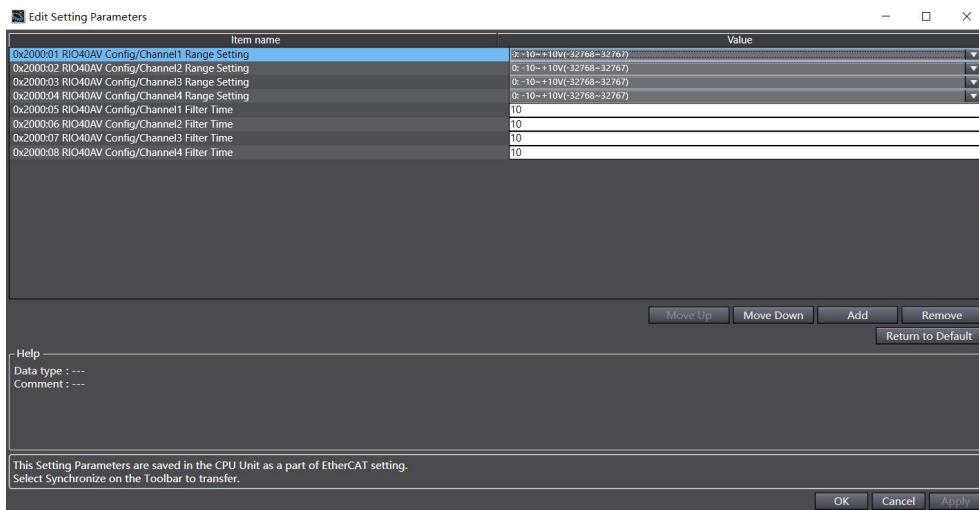 Edit Setting Parameters
Item name Value
0x2000:01 RIO40AV Config/Channel1 Range Setting 0: -10~+10V(-32768~32767)
0x2000:02 RIO40AV Config/Channel2 Range Setting 0: -10~+10V(-32768~32767)
0x2000:03 RIO40AV Config/Channel3 Range Setting 0: -10~+10V(-32768~32767)
0x2000:04 RIO40AV Config/Channel4 Range Setting 0: -10~+10V(-32768~32767)
0x2000:05 RIO40AV Config/Channel1 Filter Time 10
0x2000:06 RIO40AV Config/Channel2 Filter Time 10
0x2000:07 RIO40AV Config/Channel3 Filter Time 10
0x2000:08 RIO40AV Config/Channel4 Filter Time 10
Move Up Move Down Add Remove
Return to Default
Help
Data type : ---
Comment : ---
This Setting Parameters are saved in the CPU Unit as a part of EtherCAT setting.
Select Synchronize on the Toolbar to transfer.
OK Cancel Apply